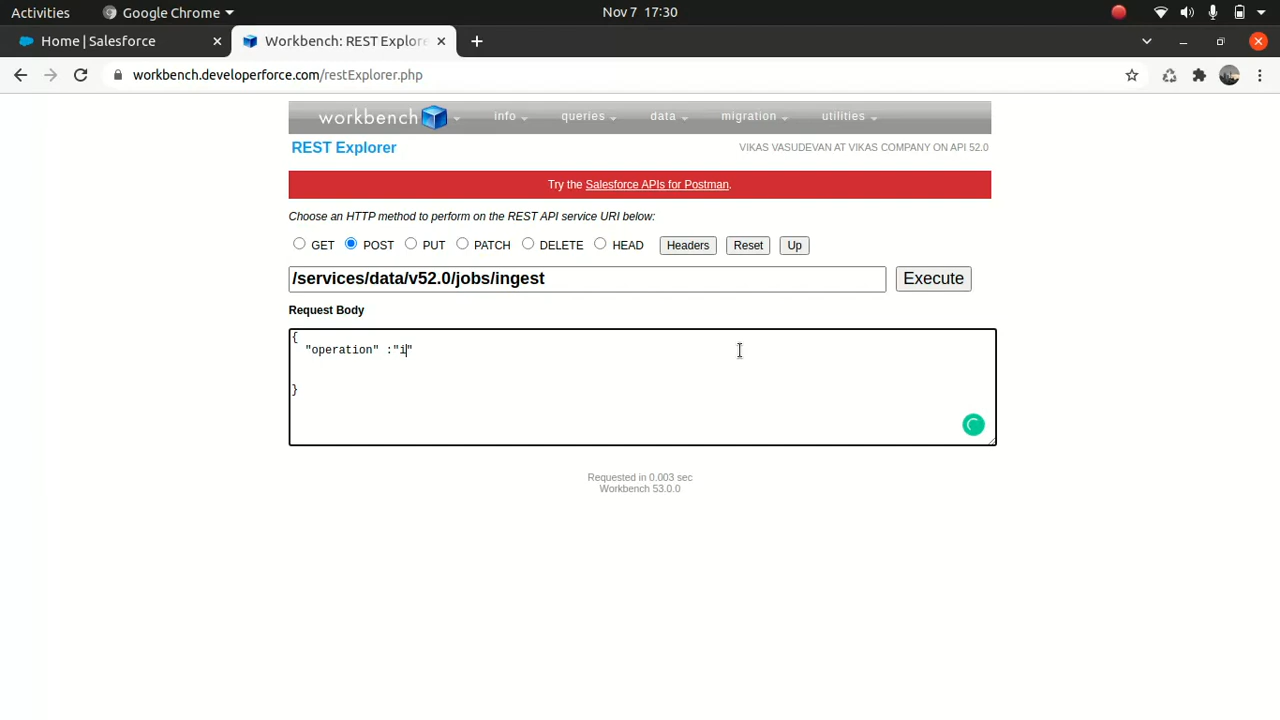 Activities Google Chrome Nov 7 17:30
Home | Salesforce Workbench: REST Explore
workbench.developerforce.com/restExplorer.php
workbench info queries data migration utilities
REST Explorer VIKAS VASUDEVAN AT VIKAS COMPANY ON API 52.0
Try the Salesforce APIs for Postman.
Choose an HTTP method to perform on the REST API service URI below:
GET POST PUT PATCH DELETE HEAD Headers Reset Up
/services/data/v52.0/jobs/ingest Execute
Request Body
{
"operation" :"i"
}
Requested in 0.003 sec
Workbench 53.0.0